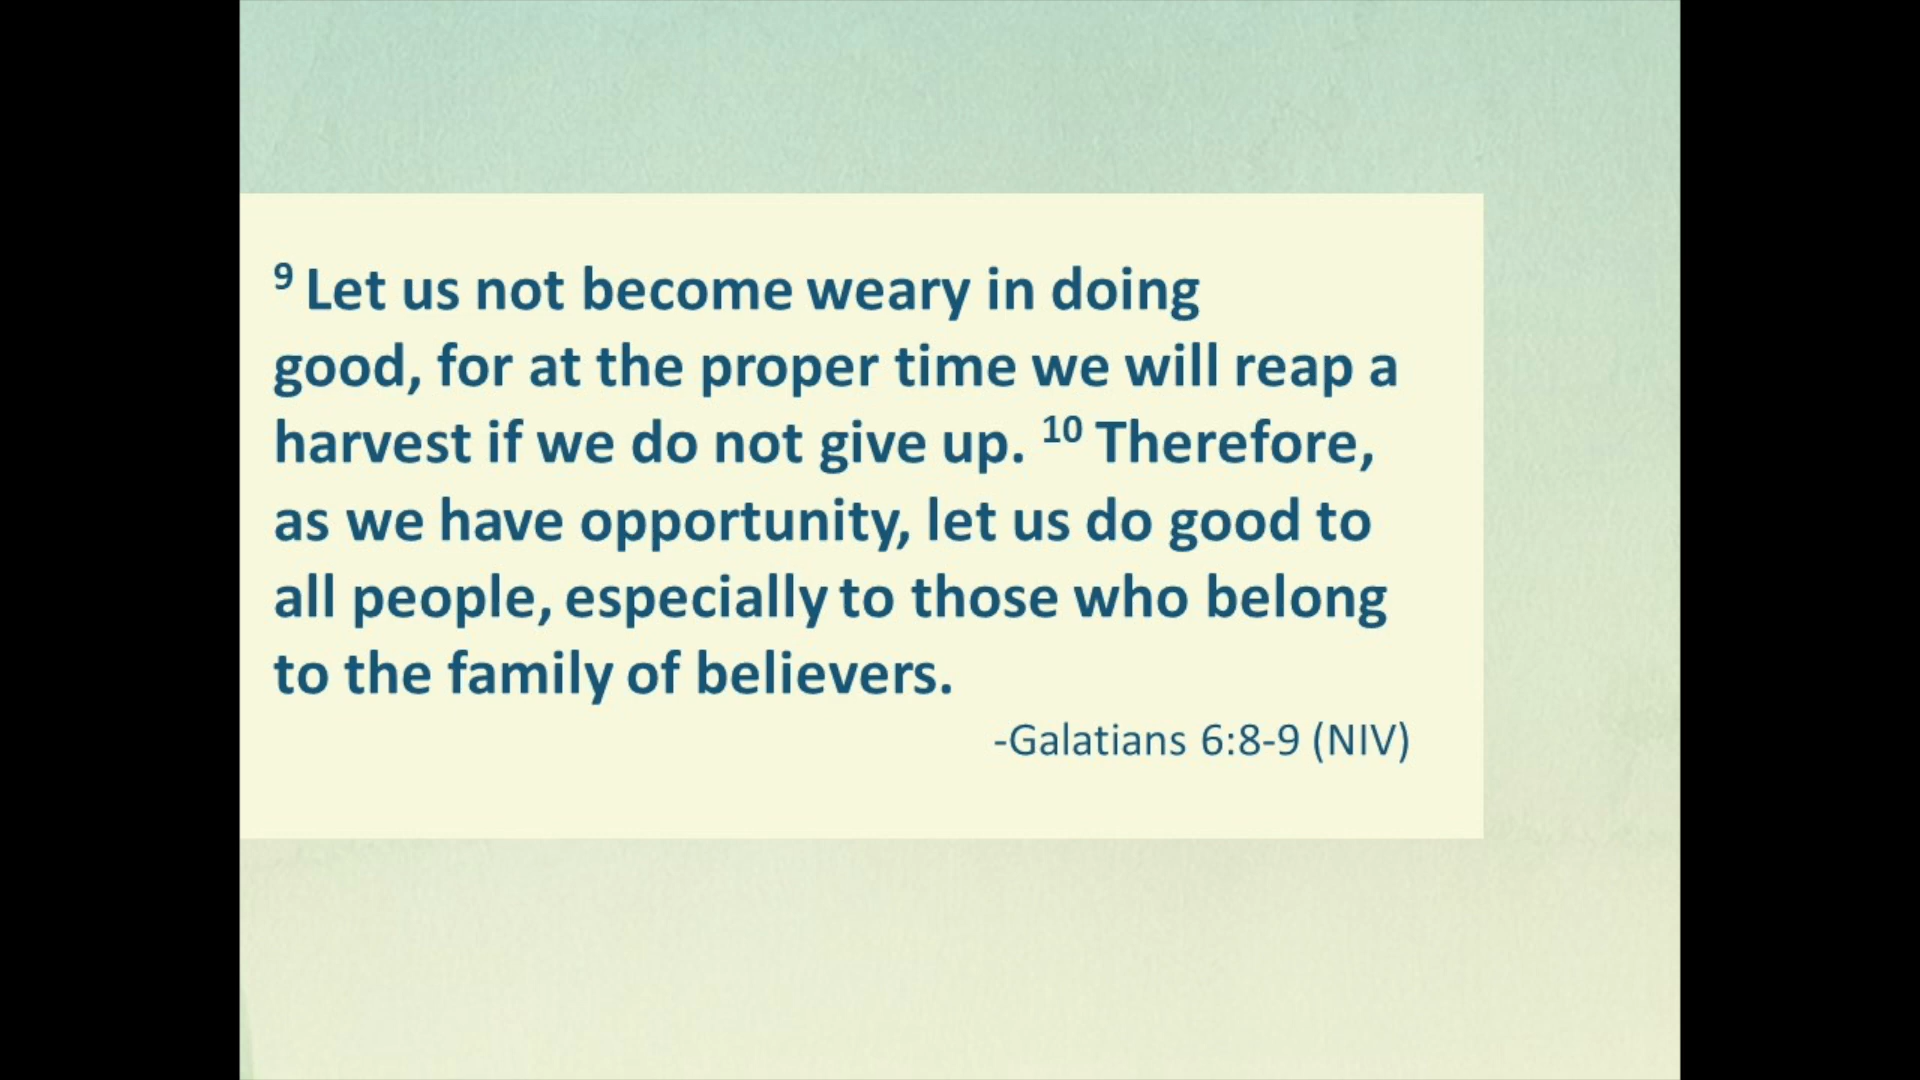 9 Let us not become weary in doing
good, for at the proper time we will reap a
harvest if we do not give up. 10 Therefore,
as we have opportunity, let us do good to
all people, especially to those who belong
to the family of believers.
-Galatians 6:8-9 (NIV)